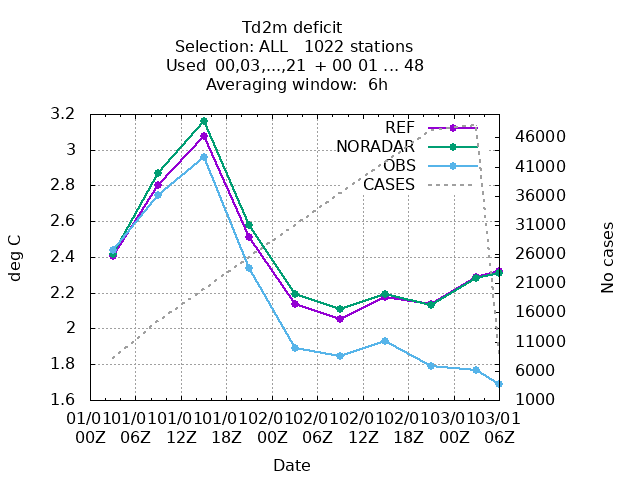 Td2m deficit
Selection: ALL   1022 stations
Used  00,03,...,21  + 00 01 ... 48
Averaging window:  6h
3.2
3
2.8
2.6
2.4
2.2
2
1.8
1.6
deg C
REF
NORADAR
OBS
CASES
46000
41000
36000
31000
26000
21000
16000
11000
6000
1000
No cases
01/01 01/01 01/01 01/01 02/01 02/01 02/01 02/01 03/01 03/01
00Z 06Z 12Z 18Z 00Z 06Z 12Z 18Z 00Z 06Z
Date